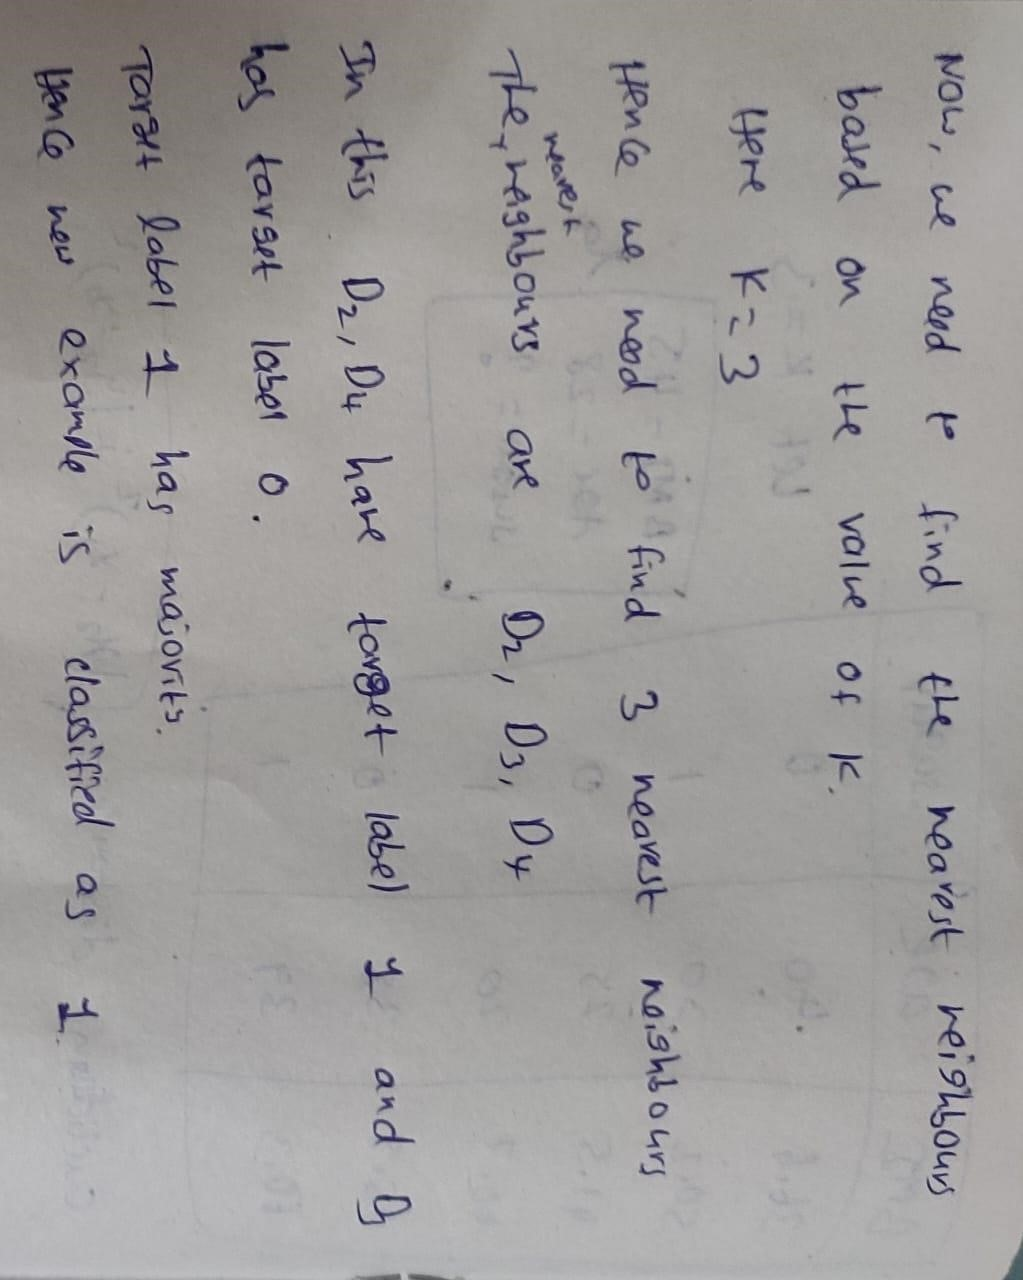 Now, we need to find the nearest neighbours
based on the value of K.
Here K = 3
Hence we need to find 3 nearest neighbours
The nearest neighbours are D2, D3, D4
In this D2, D4 have target label 1 and D3
has target label 0.
Target label 1 has majority.
Hence new example is classified as 1.